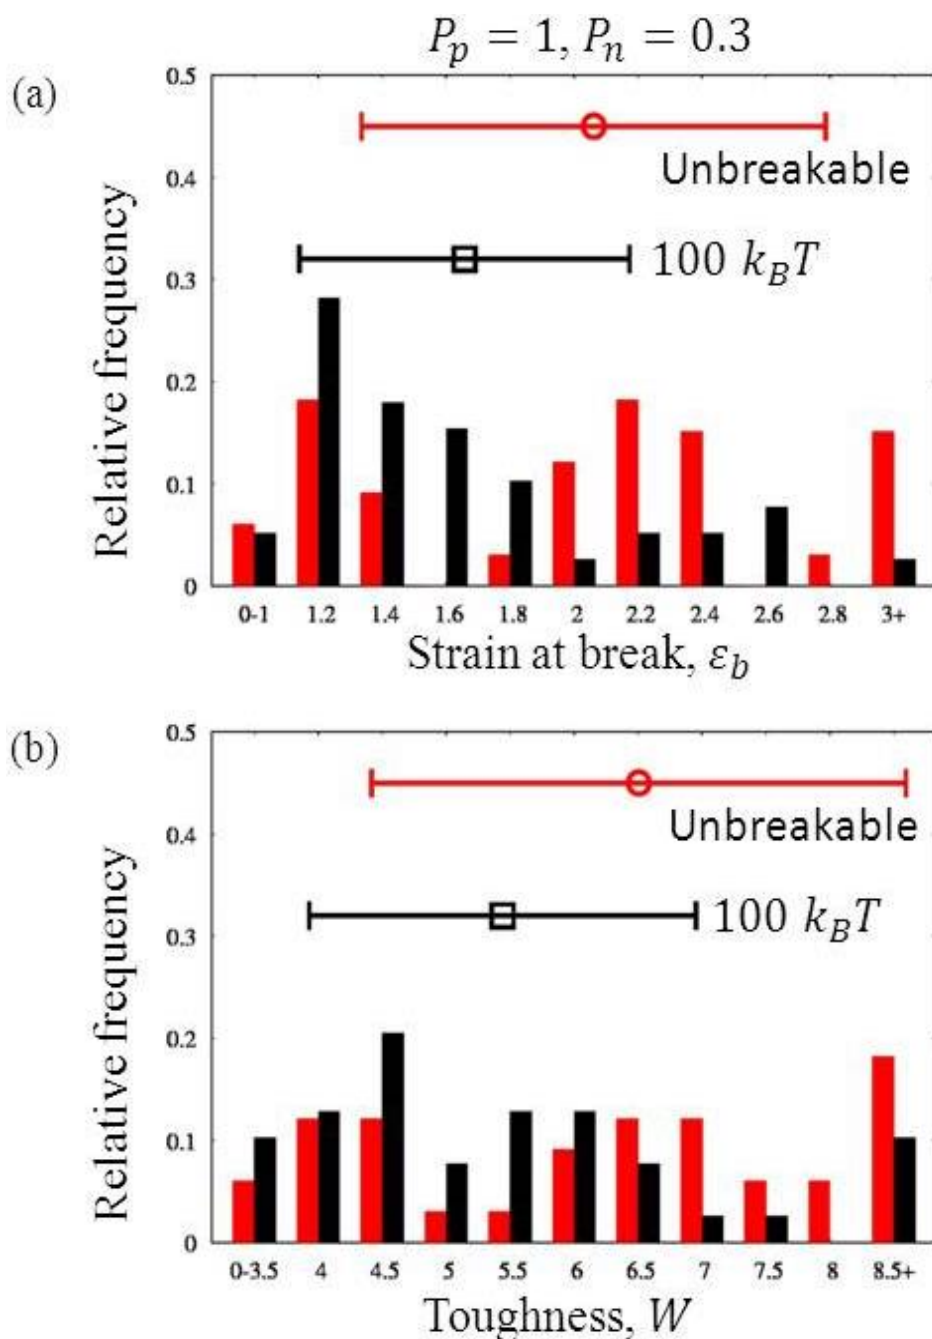 P_p = 1, P_n = 0.3
(a)
0.5
Unbreakable
0.4
100 k_BT
0.3
Relative frequency
0.2
0.1
0
0-1 1.2 1.4 1.6 1.8 2 2.2 2.4 2.6 2.8 3+
Strain at break, ε_b
(b)
0.5
Unbreakable
0.4
100 k_BT
0.3
Relative frequency
0.2
0.1
0
0-3.5 4 4.5 5 5.5 6 6.5 7 7.5 8 8.5+
Toughness, W